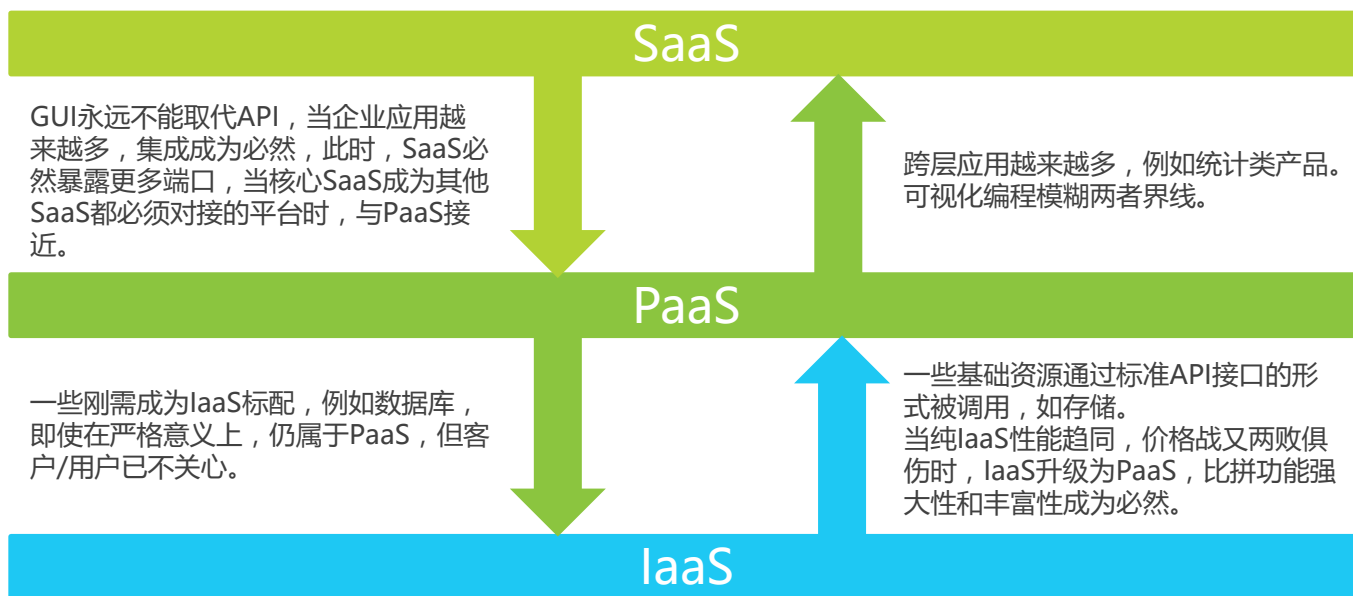 SaaS
GUI永远不能取代API，当企业应用越
来越多，集成成为必然，此时，SaaS必
然暴露更多端口，当核心SaaS成为其他
SaaS都必须对接的平台时，与PaaS接
近。
跨层应用越来越多，例如统计类产品。
可视化编程模糊两者界线。
PaaS
一些刚需成为IaaS标配，例如数据库，
即使在严格意义上，仍属于PaaS，但客
户/用户已不关心。
一些基础资源通过标准API接口的形
式被调用，如存储。
当纯IaaS性能趋同，价格战又两败俱
伤时，IaaS升级为PaaS，比拼功能强
大性和丰富性成为必然。
IaaS